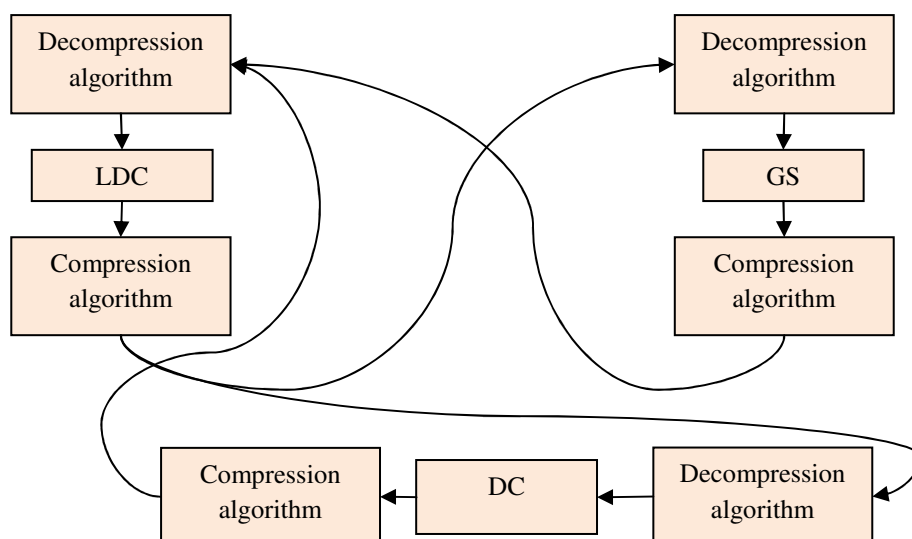 Decompression
algorithm
LDC
Compression
algorithm
Decompression
algorithm
GS
Compression
algorithm
Compression
algorithm
DC
Decompression
algorithm